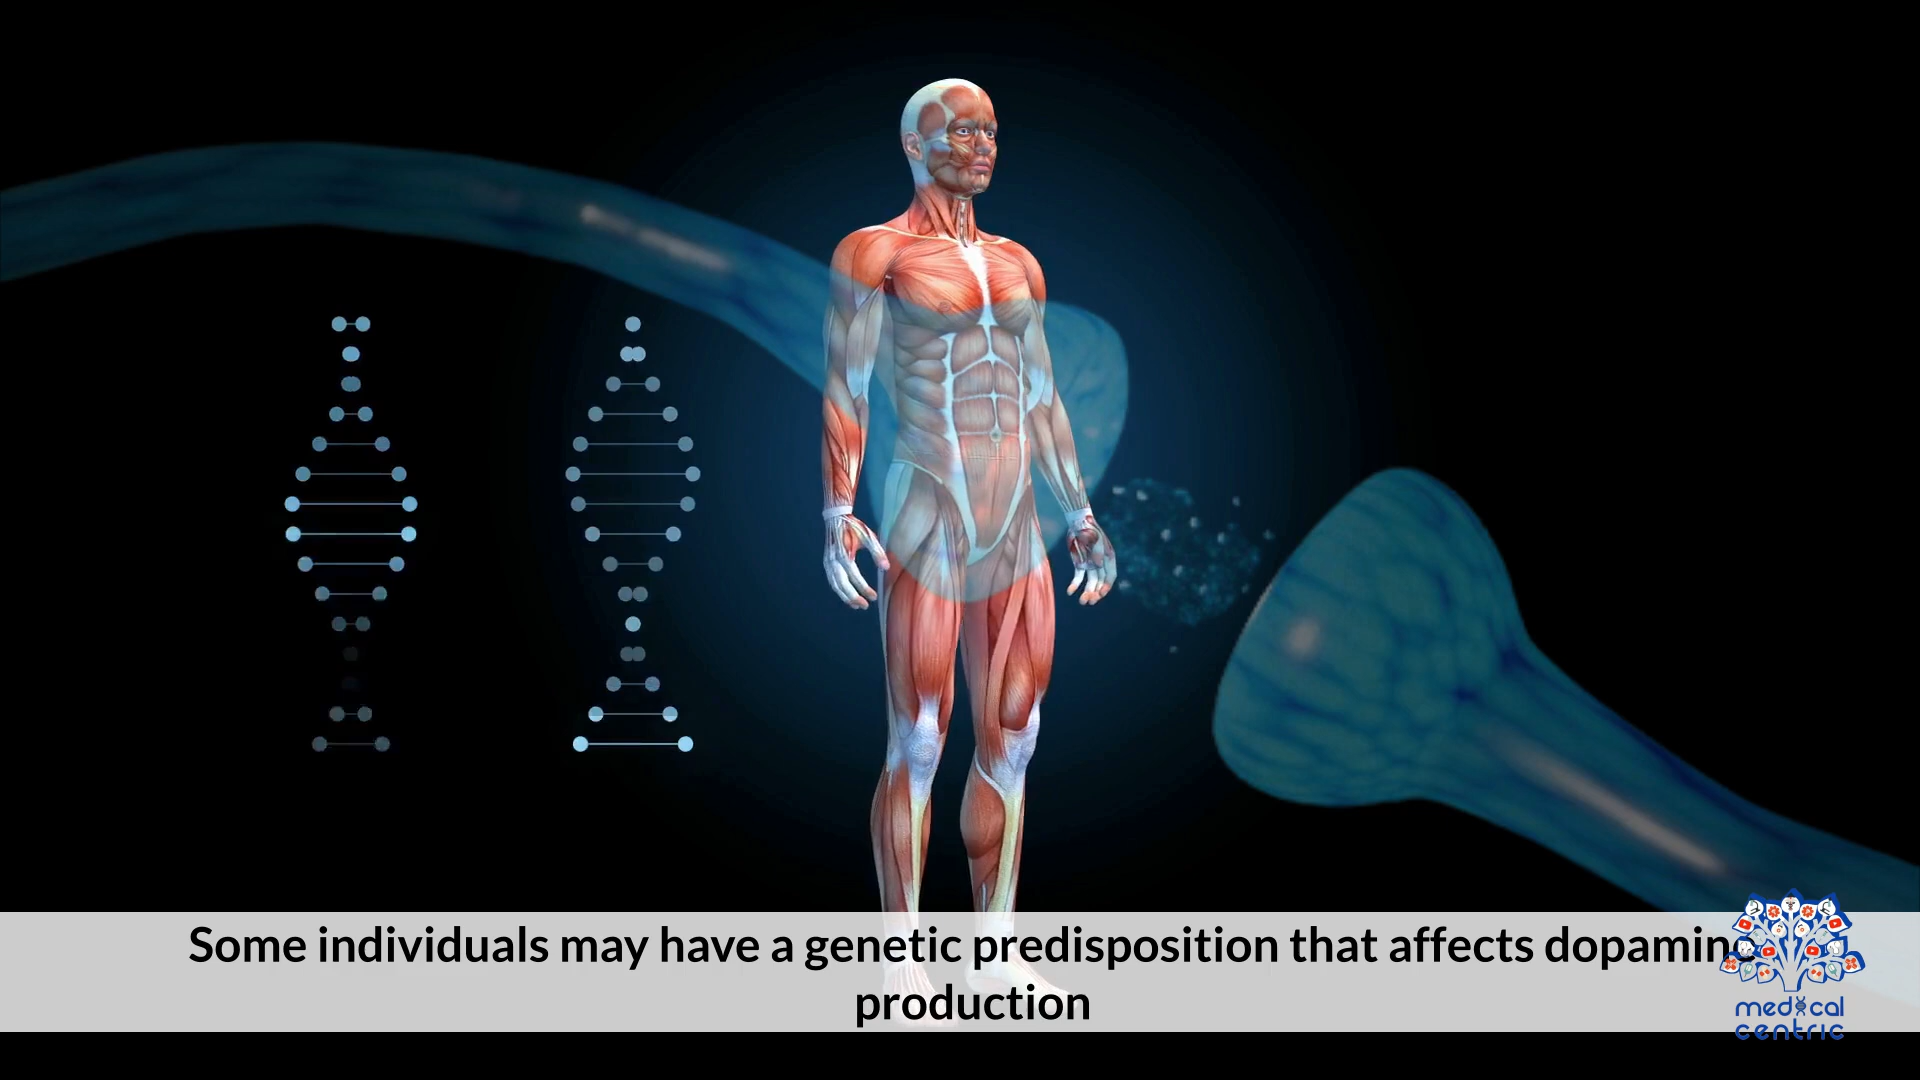 Some individuals may have a genetic predisposition that affects dopamine
production
medical
centric